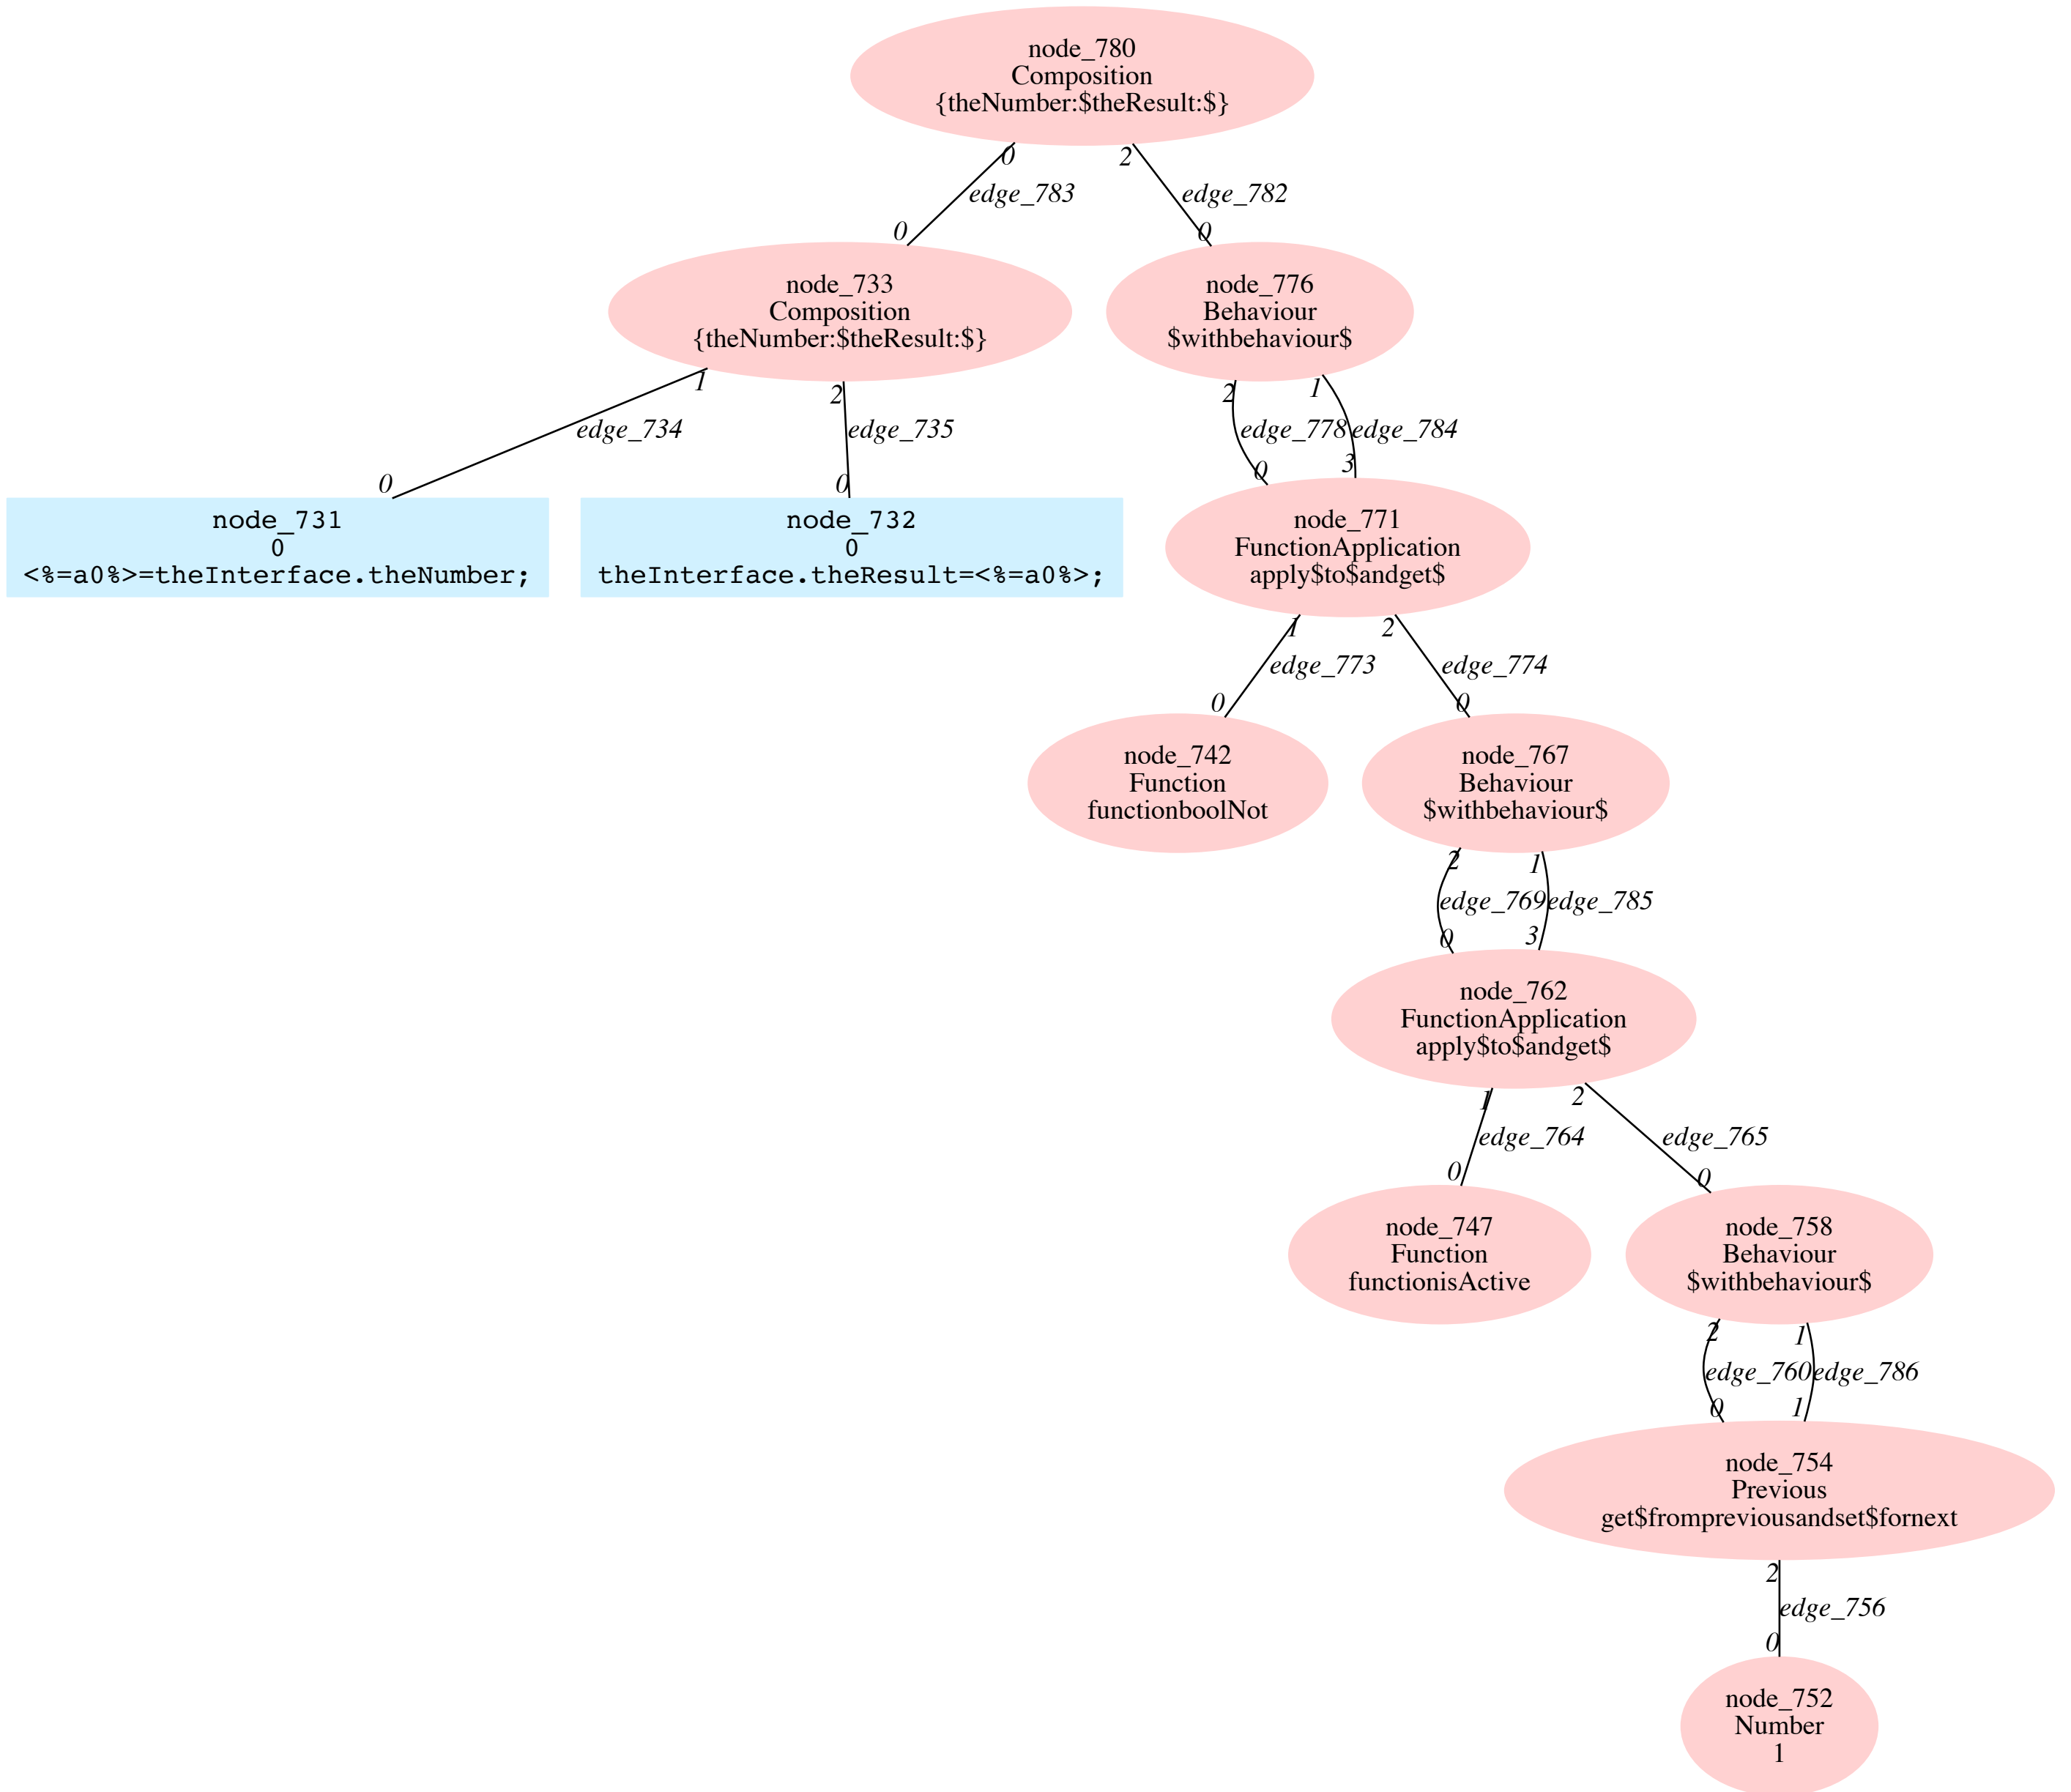 node_780
Composition
{theNumber:$theResult:$}
0
2
edge_783
edge_782
0
0
node_733
Composition
{theNumber:$theResult:$}
node_776
Behaviour
$withbehaviour$
1
2
2
1
edge_734
edge_735
edge_778
edge_784
0
0
0
3
node_731
0
<%=a0%>=theInterface.theNumber;
node_732
0
theInterface.theResult=<%=a0%>;
node_771
FunctionApplication
apply$to$andget$
1
2
edge_773
edge_774
0
0
node_742
Function
functionboolNot
node_767
Behaviour
$withbehaviour$
2
1
edge_769
edge_785
0
3
node_762
FunctionApplication
apply$to$andget$
1
2
edge_764
edge_765
0
0
node_747
Function
functionisActive
node_758
Behaviour
$withbehaviour$
2
1
edge_760
edge_786
0
1
node_754
Previous
get$frompreviousandset$fornext
2
edge_756
0
node_752
Number
1